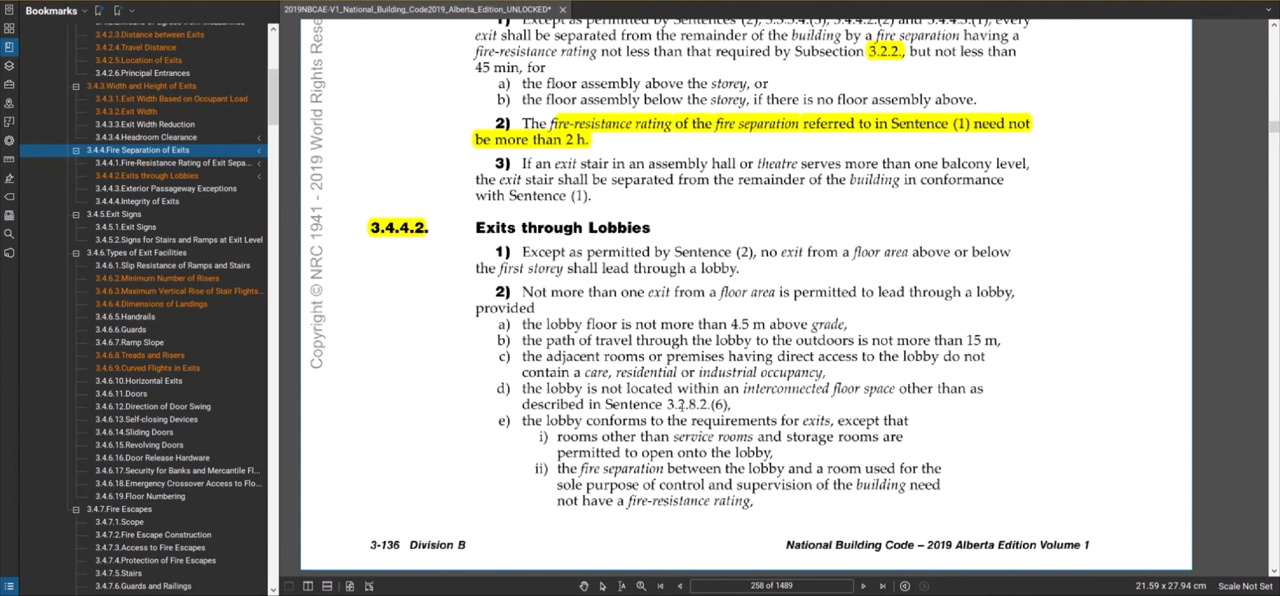 Bookmarks
2019NBCAE-V1_National_Building_Code2019_Alberta_Edition_UNLOCKED*
3.4.2.3.Distance between Exits
3.4.2.4.Travel Distance
3.4.2.5.Location of Exits
3.4.2.6.Principal Entrances
3.4.3.Width and Height of Exits
3.4.3.1.Exit Width Based on Occupant Load
3.4.3.2.Exit Width
3.4.3.3.Exit Width Reduction
3.4.3.4.Headroom Clearance
3.4.4.Fire Separation of Exits
3.4.4.1.Fire-Resistance Rating of Exit Sepa...
3.4.4.2.Exits through Lobbies
3.4.4.3.Exterior Passageway Exceptions
3.4.4.4.Integrity of Exits
3.4.5.Exit Signs
3.4.5.1.Exit Signs
3.4.5.2.Signs for Stairs and Ramps at Exit Level
3.4.6.Types of Exit Facilities
3.4.6.1.Slip Resistance of Ramps and Stairs
3.4.6.2.Minimum Number of Risers
3.4.6.3.Maximum Vertical Rise of Stair Flights...
3.4.6.4.Dimensions of Landings
3.4.6.5.Handrails
3.4.6.6.Guards
3.4.6.7.Ramp Slope
3.4.6.8.Treads and Risers
3.4.6.9.Curved Flights in Exits
3.4.6.10.Horizontal Exits
3.4.6.11.Doors
3.4.6.12.Direction of Door Swing
3.4.6.13.Self-closing Devices
3.4.6.14.Sliding Doors
3.4.6.15.Revolving Doors
3.4.6.16.Door Release Hardware
3.4.6.17.Security for Banks and Mercantile Fl...
3.4.6.18.Emergency Crossover Access to Flo...
3.4.6.19.Floor Numbering
3.4.7.Fire Escapes
3.4.7.1.Scope
3.4.7.2.Fire Escape Construction
3.4.7.3.Access to Fire Escapes
3.4.7.4.Protection of Fire Escapes
3.4.7.5.Stairs
3.4.7.6.Guards and Railings
Copyright © NRC 1941 - 2019 World Rights Rese
1) Except as permitted by Sentences (2), 3.3.5.4.(3), 3.4.4.2.(2) and 3.4.4.3.(1), every
exit shall be separated from the remainder of the building by a fire separation having a
fire-resistance rating not less than that required by Subsection 3.2.2., but not less than
45 min, for
a) the floor assembly above the storey, or
b) the floor assembly below the storey, if there is no floor assembly above.
2) The fire-resistance rating of the fire separation referred to in Sentence (1) need not
be more than 2 h.
3) If an exit stair in an assembly hall or theatre serves more than one balcony level,
the exit stair shall be separated from the remainder of the building in conformance
with Sentence (1).
3.4.4.2. Exits through Lobbies
1) Except as permitted by Sentence (2), no exit from a floor area above or below
the first storey shall lead through a lobby.
2) Not more than one exit from a floor area is permitted to lead through a lobby,
provided
a) the lobby floor is not more than 4.5 m above grade,
b) the path of travel through the lobby to the outdoors is not more than 15 m,
c) the adjacent rooms or premises having direct access to the lobby do not
contain a care, residential or industrial occupancy,
d) the lobby is not located within an interconnected floor space other than as
described in Sentence 3.2.8.2.(6),
e) the lobby conforms to the requirements for exits, except that
i) rooms other than service rooms and storage rooms are
permitted to open onto the lobby,
ii) the fire separation between the lobby and a room used for the
sole purpose of control and supervision of the building need
not have a fire-resistance rating,
3-136 Division B
National Building Code – 2019 Alberta Edition Volume 1
258 of 1489
21.59 x 27.94 cm
Scale Not Set